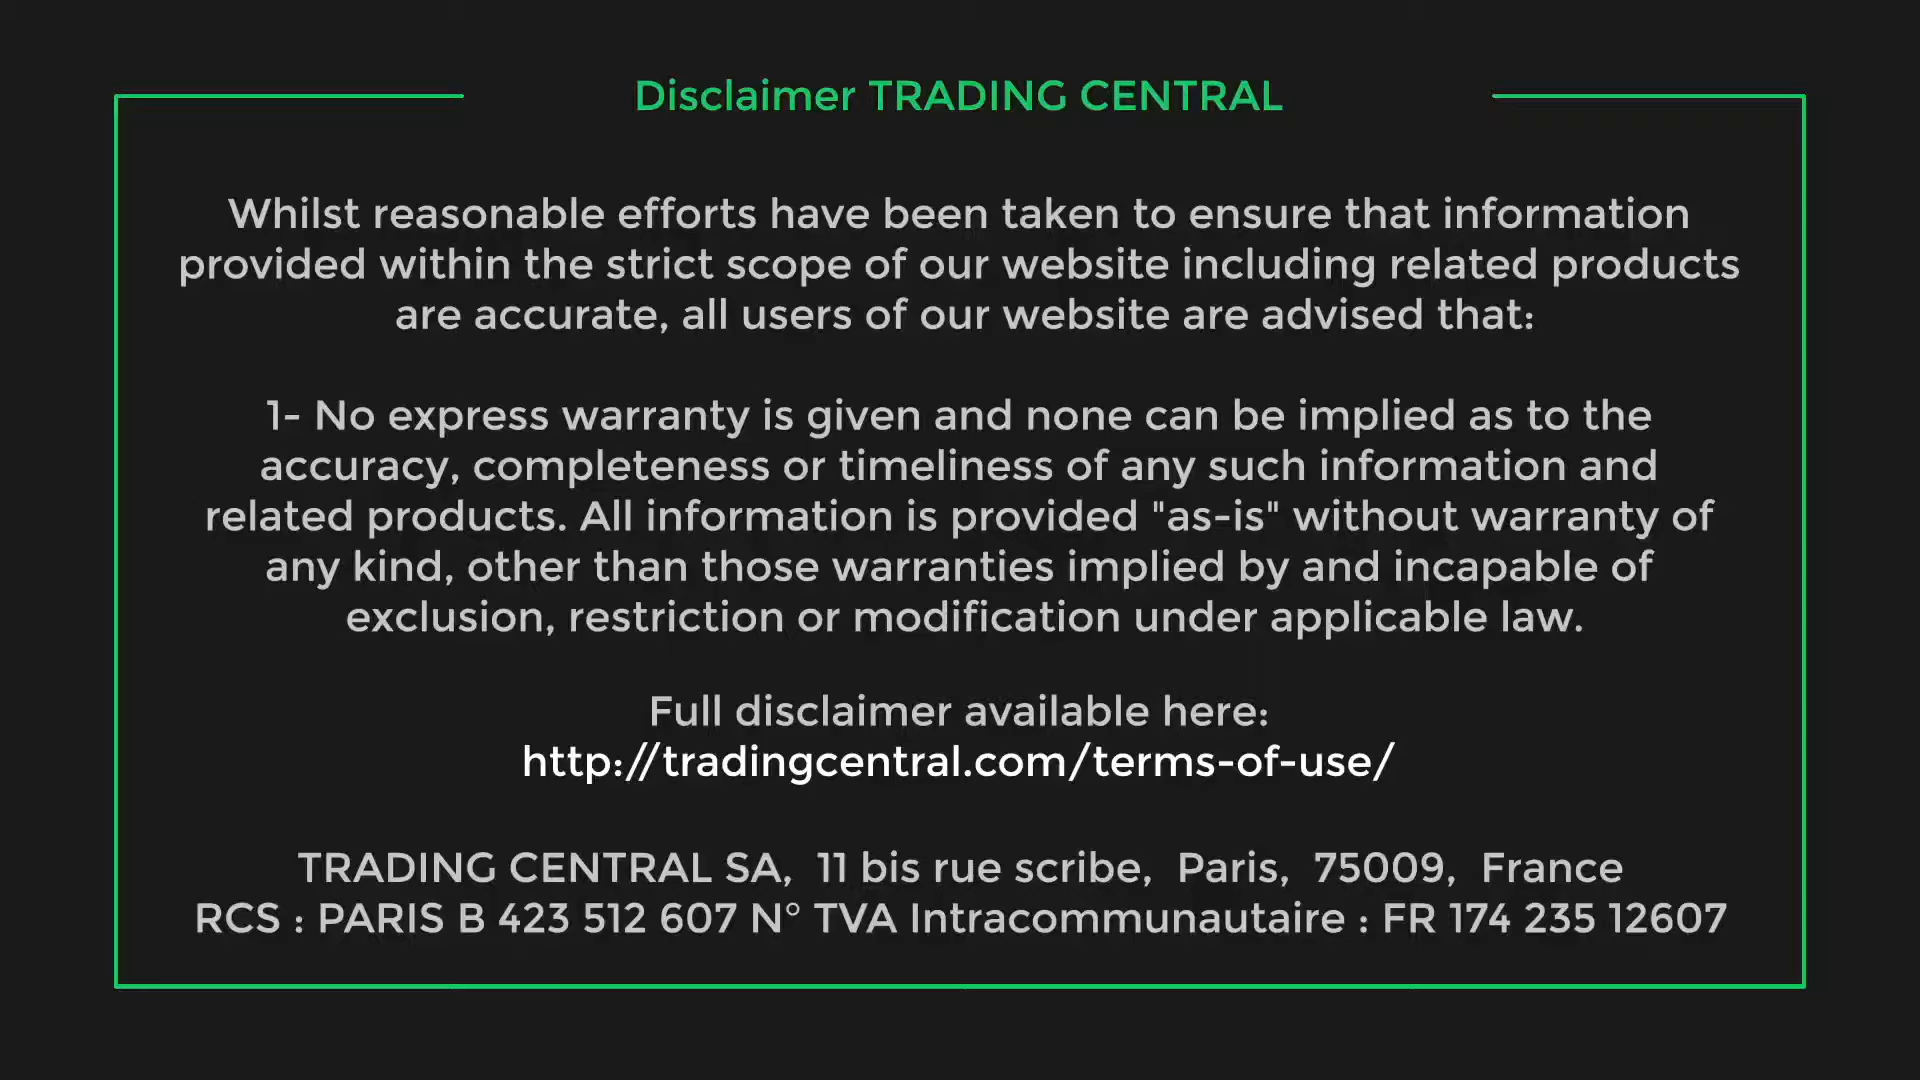 Disclaimer TRADING CENTRAL
Whilst reasonable efforts have been taken to ensure that information
provided within the strict scope of our website including related products
are accurate, all users of our website are advised that:
1- No express warranty is given and none can be implied as to the
accuracy, completeness or timeliness of any such information and
related products. All information is provided "as-is" without warranty of
any kind, other than those warranties implied by and incapable of
exclusion, restriction or modification under applicable law.
Full disclaimer available here:
http://tradingcentral.com/terms-of-use/
TRADING CENTRAL SA, 11 bis rue scribe, Paris, 75009, France
RCS : PARIS B 423 512 607 N° TVA Intracommunautaire : FR 174 235 12607